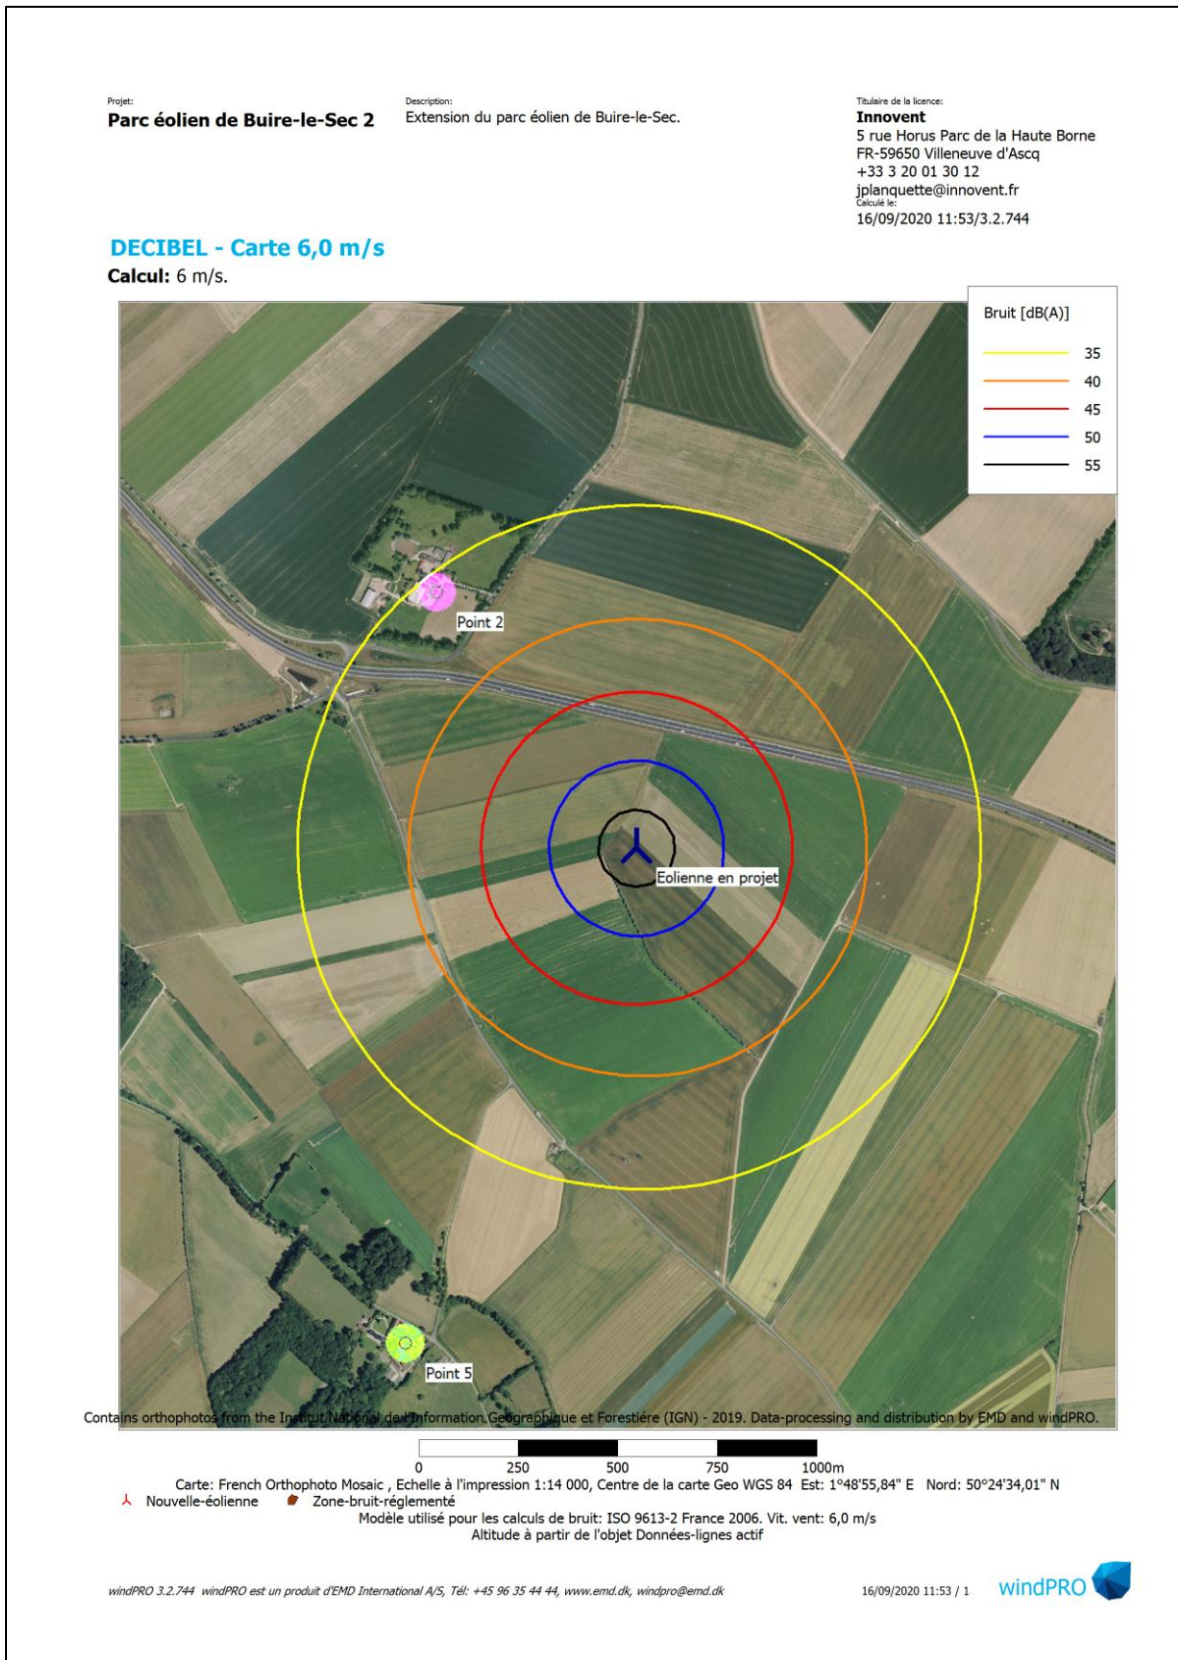 Projet:
Parc éolien de Buire-le-Sec 2
Description:
Extension du parc éolien de Buire-le-Sec.
Titulaire de la licence:
Innovent
5 rue Horus Parc de la Haute Borne
FR-59650 Villeneuve d'Ascq
+33 3 20 01 30 12
jplanquette@innovent.fr
Calculé le:
16/09/2020 11:53/3.2.744
DECIBEL - Carte 6,0 m/s
Calcul: 6 m/s.
Bruit [dB(A)]
35
40
45
50
55
Point 2
Eolienne en projet
Point 5
Contains orthophotos from the Institut National de l'Information Géographique et Forestière (IGN) - 2019. Data-processing and distribution by EMD and windPRO.
0 250 500 750 1000m
Carte: French Orthophoto Mosaic , Echelle à l'impression 1:14 000, Centre de la carte Geo WGS 84 Est: 1°48'55,84" E Nord: 50°24'34,01" N
Nouvelle-éolienne Zone-bruit-réglementé
Modèle utilisé pour les calculs de bruit: ISO 9613-2 France 2006. Vit. vent: 6,0 m/s
Altitude à partir de l'objet Données-lignes actif
windPRO 3.2.744 windPRO est un produit d'EMD International A/S, Tél: +45 96 35 44 44, www.emd.dk, windpro@emd.dk
16/09/2020 11:53 / 1
windPRO